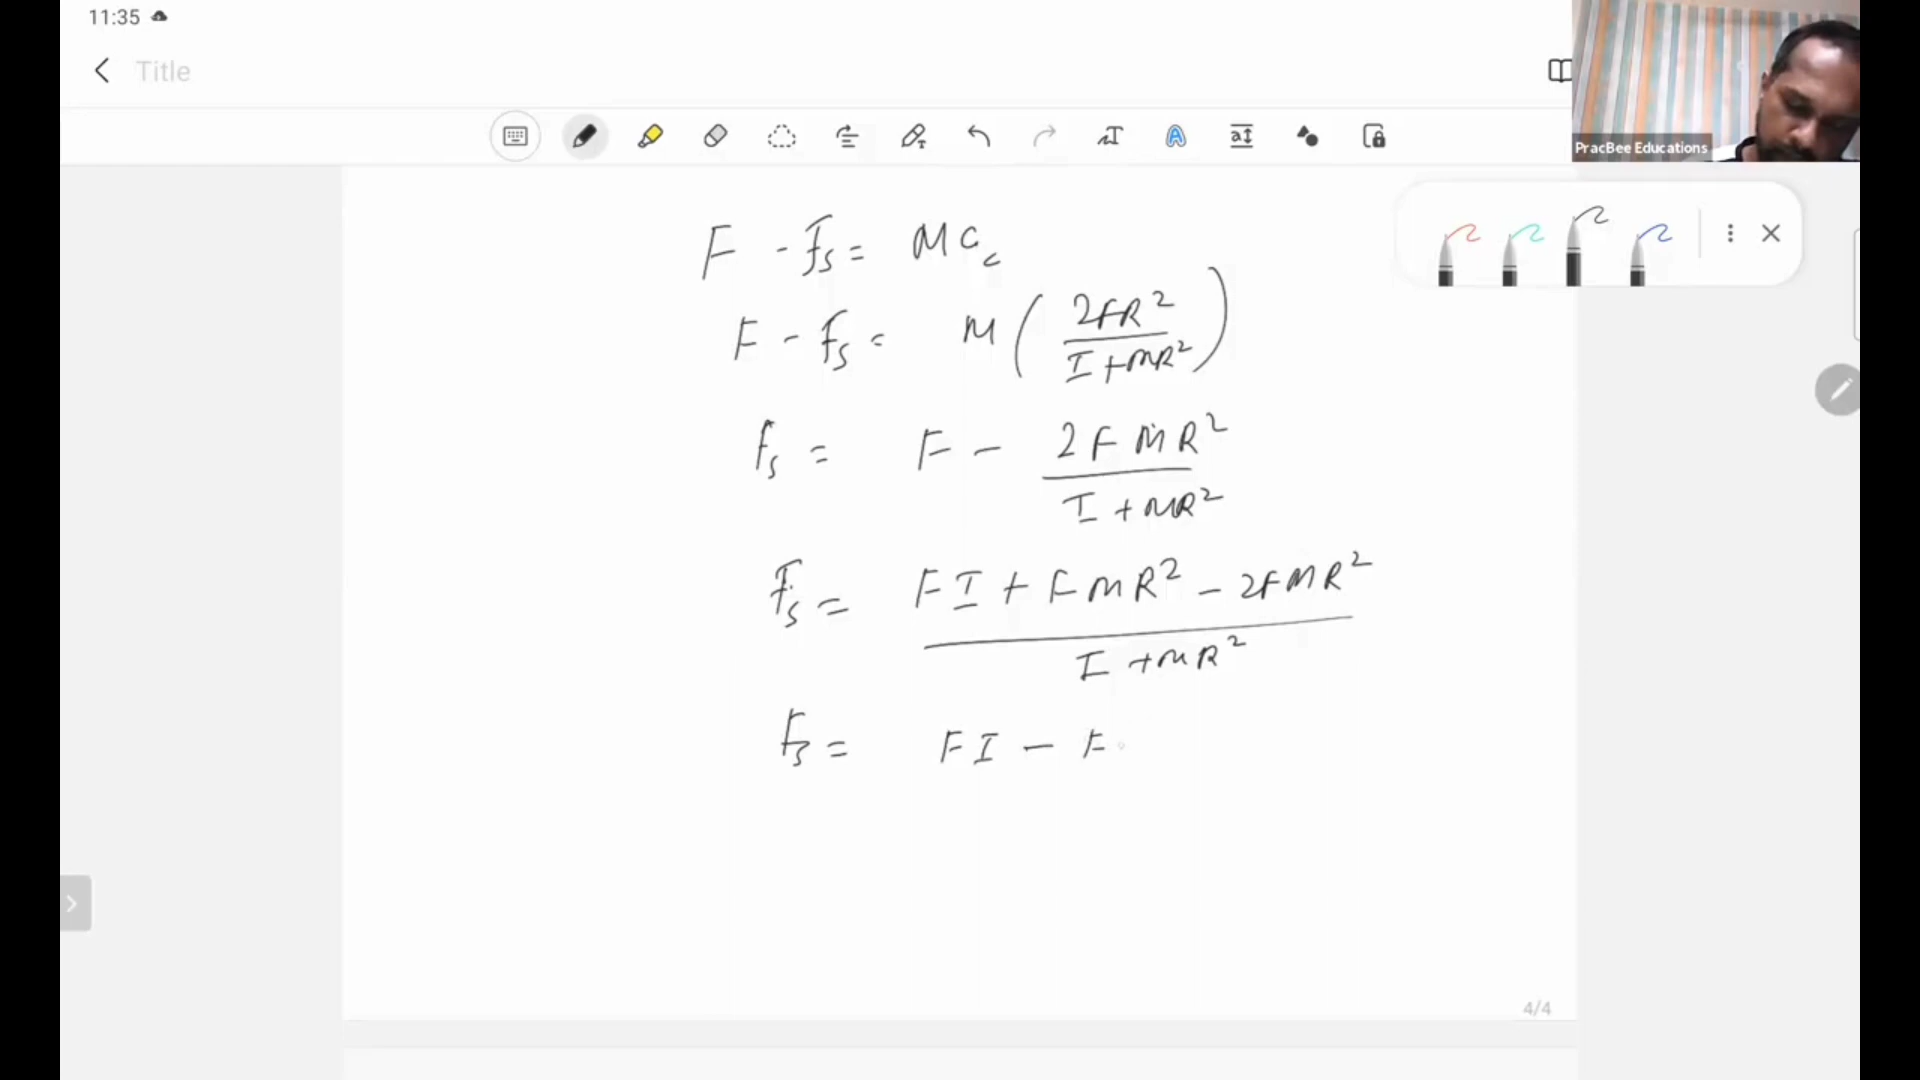 11:35
Title
PracBee Educations
F - fs = MCc
F - fs = M ( 2FR² / I + MR² )
fs = F - 2FMR² / I + MR²
fs = FI + FMR² - 2FMR² / I + MR²
fs = FI - F
4/4